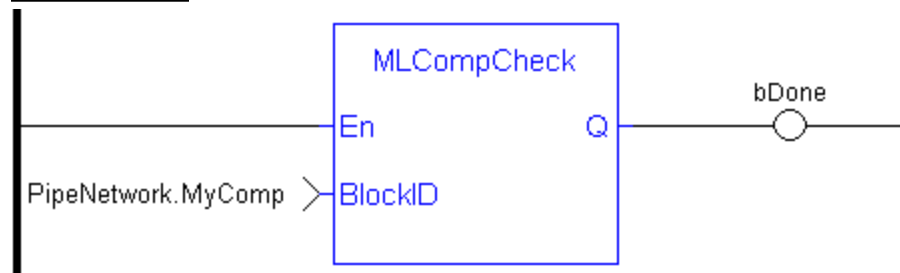 MLCompCheck
bDone
En
Q
PipeNetwork.MyComp
BlockID